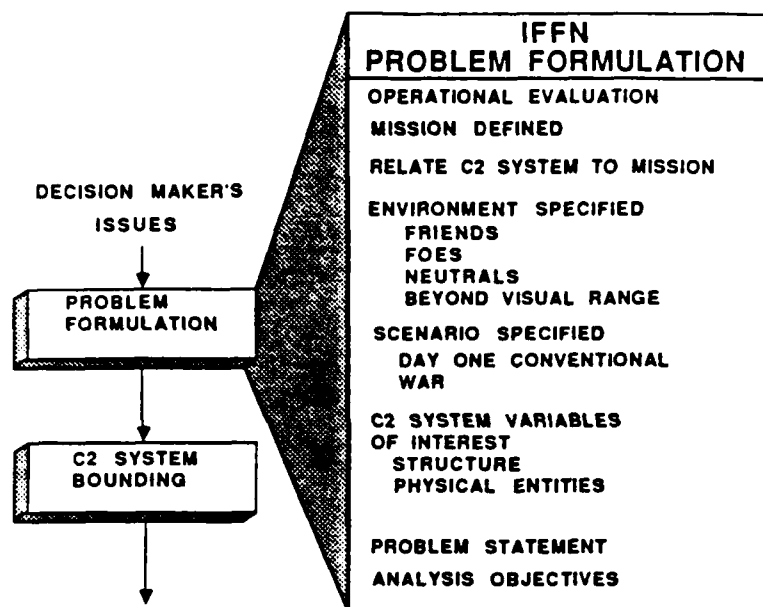 DECISION MAKER'S
ISSUES
PROBLEM
FORMULATION
C2 SYSTEM
BOUNDING
IFFN
PROBLEM FORMULATION
OPERATIONAL EVALUATION
MISSION DEFINED
RELATE C2 SYSTEM TO MISSION
ENVIRONMENT SPECIFIED
FRIENDS
FOES
NEUTRALS
BEYOND VISUAL RANGE
SCENARIO SPECIFIED
DAY ONE CONVENTIONAL
WAR
C2 SYSTEM VARIABLES
OF INTEREST
STRUCTURE
PHYSICAL ENTITIES
PROBLEM STATEMENT
ANALYSIS OBJECTIVES